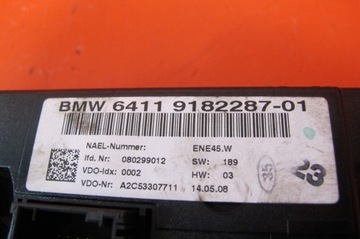 BMW 6411 9182287-01
NAEL-Nummer: ENE45.W
lfd. Nr: 080299012 SW: 189
VDO-Idx: 0002 HW: 03
VDO-Nr: A2C53307711 14.05.08
35
23